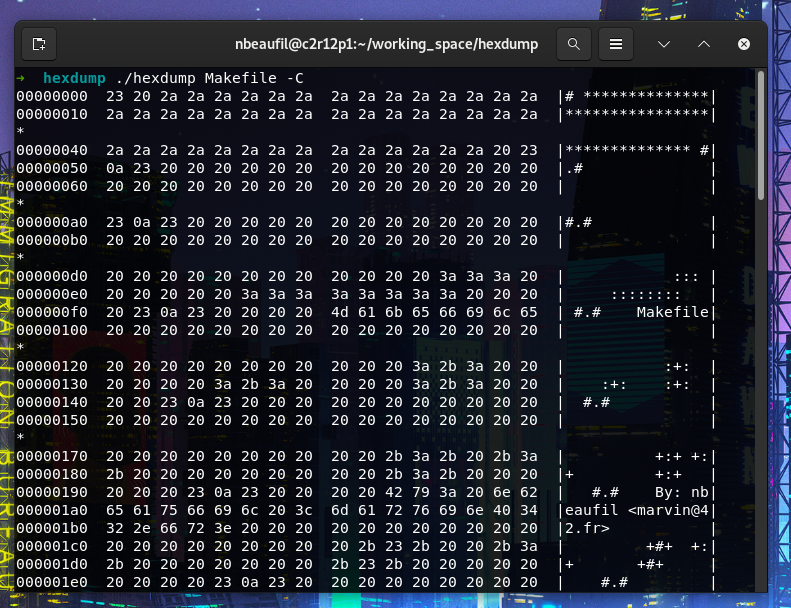 nbeaufil@c2r12p1:~/working_space/hexdump
→  hexdump ./hexdump Makefile -C
00000000  23 20 2a 2a 2a 2a 2a 2a  2a 2a 2a 2a 2a 2a 2a 2a  |# **************|
00000010  2a 2a 2a 2a 2a 2a 2a 2a  2a 2a 2a 2a 2a 2a 2a 2a  |****************|
*
00000040  2a 2a 2a 2a 2a 2a 2a 2a  2a 2a 2a 2a 2a 2a 20 23  |************** #|
00000050  0a 23 20 20 20 20 20 20  20 20 20 20 20 20 20 20  |.#              |
00000060  20 20 20 20 20 20 20 20  20 20 20 20 20 20 20 20  |                |
*
000000a0  23 0a 23 20 20 20 20 20  20 20 20 20 20 20 20 20  |#.#             |
000000b0  20 20 20 20 20 20 20 20  20 20 20 20 20 20 20 20  |                |
*
000000d0  20 20 20 20 20 20 20 20  20 20 20 20 3a 3a 3a 20  |            ::: |
000000e0  20 20 20 20 20 3a 3a 3a  3a 3a 3a 3a 3a 20 20 20  |     ::::::::   |
000000f0  20 23 0a 23 20 20 20 20  4d 61 6b 65 66 69 6c 65  | #.#    Makefile|
00000100  20 20 20 20 20 20 20 20  20 20 20 20 20 20 20 20  |                |
*
00000120  20 20 20 20 20 20 20 20  20 20 20 3a 2b 3a 20 20  |           :+:  |
00000130  20 20 20 20 3a 2b 3a 20  20 20 20 3a 2b 3a 20 20  |    :+:    :+:  |
00000140  20 20 23 0a 23 20 20 20  20 20 20 20 20 20 20 20  |  #.#           |
00000150  20 20 20 20 20 20 20 20  20 20 20 20 20 20 20 20  |                |
*
00000170  20 20 20 20 20 20 20 20  20 20 2b 3a 2b 20 2b 3a  |          +:+ +:|
00000180  2b 20 20 20 20 20 20 20  20 20 2b 3a 2b 20 20 20  |+         +:+   |
00000190  20 20 20 23 0a 23 20 20  20 20 42 79 3a 20 6e 62  |   #.#    By: nb|
000001a0  65 61 75 66 69 6c 20 3c  6d 61 72 76 69 6e 40 34  |eaufil <marvin@4|
000001b0  32 2e 66 72 3e 20 20 20  20 20 20 20 20 20 20 20  |2.fr>           |
000001c0  20 20 20 20 20 20 20 20  20 2b 23 2b 20 20 2b 3a  |         +#+  +:|
000001d0  2b 20 20 20 20 20 20 20  2b 23 2b 20 20 20 20 20  |+       +#+     |
000001e0  20 20 20 20 23 0a 23 20  20 20 20 20 20 20 20 20  |    #.#         |
IMMIGRATION BUREAU